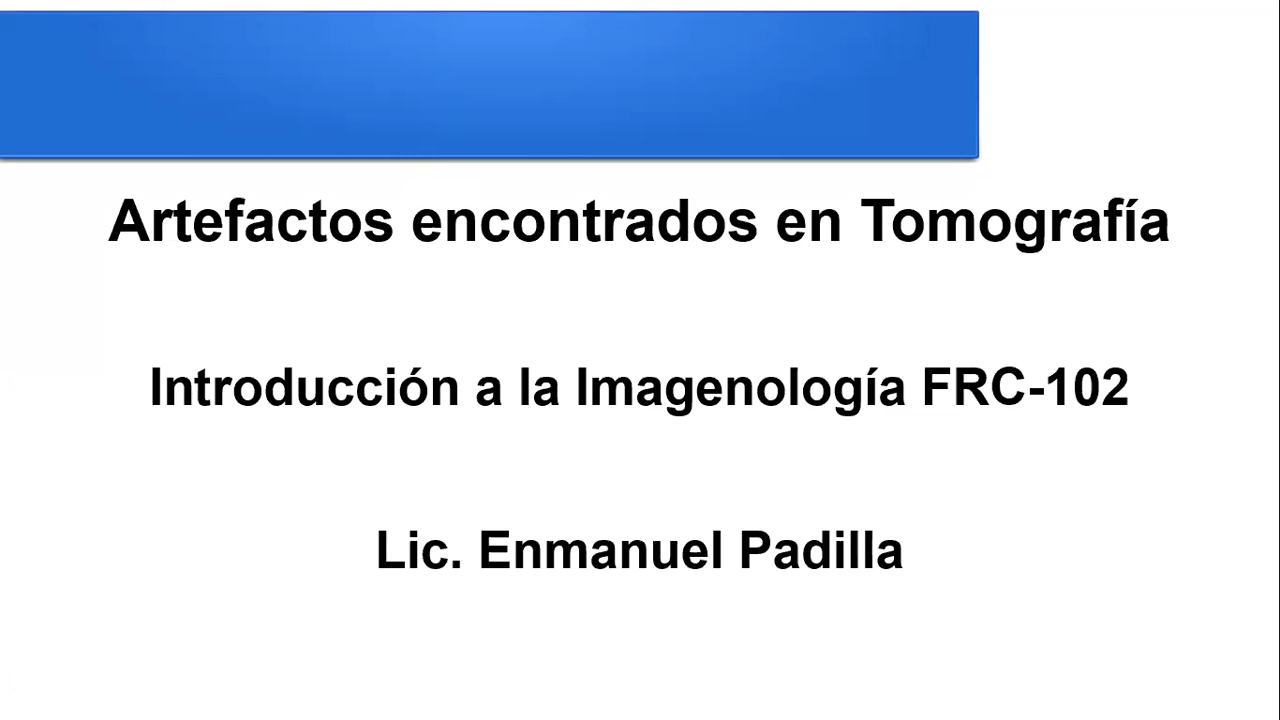 Artefactos encontrados en Tomografía
Introducción a la Imagenología FRC-102
Lic. Enmanuel Padilla